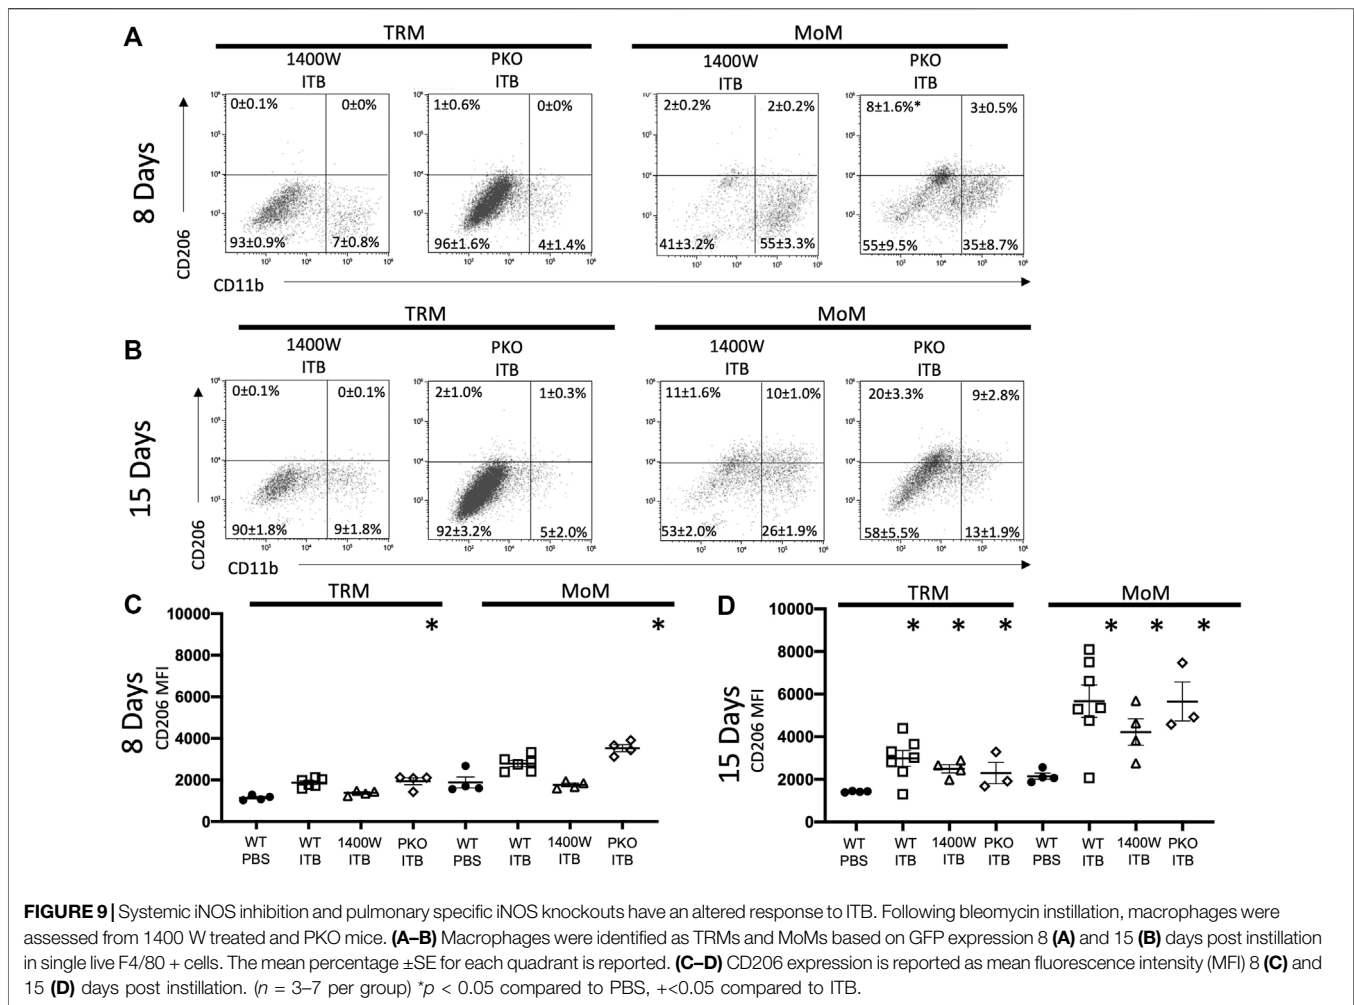 A
TRM
MoM
1400W
ITB
PKO
ITB
1400W
ITB
PKO
ITB
8 Days
CD206
0±0.1%
0±0%
93±0.9%
7±0.8%
1±0.6%
0±0%
96±1.6%
4±1.4%
2±0.2%
2±0.2%
41±3.2%
55±3.3%
8±1.6%*
3±0.5%
55±9.5%
35±8.7%
CD11b
B
TRM
MoM
1400W
ITB
PKO
ITB
1400W
ITB
PKO
ITB
15 Days
CD206
0±0.1%
0±0.1%
90±1.8%
9±1.8%
2±1.0%
1±0.3%
92±3.2%
5±2.0%
11±1.6%
10±1.0%
53±2.0%
26±1.9%
20±3.3%
9±2.8%
58±5.5%
13±1.9%
CD11b
C
TRM
MoM
8 Days
CD206 MFI
10000
8000
6000
4000
2000
0
* *
WT PBS
WT ITB
1400W ITB
PKO ITB
WT PBS
WT ITB
1400W ITB
PKO ITB
D
TRM
MoM
15 Days
CD206 MFI
10000
8000
6000
4000
2000
0
* * * * * *
WT PBS
WT ITB
1400W ITB
PKO ITB
WT PBS
WT ITB
1400W ITB
PKO ITB
FIGURE 9 | Systemic iNOS inhibition and pulmonary specific iNOS knockouts have an altered response to ITB. Following bleomycin instillation, macrophages were
assessed from 1400 W treated and PKO mice. (A–B) Macrophages were identified as TRMs and MoMs based on GFP expression 8 (A) and 15 (B) days post instillation
in single live F4/80 + cells. The mean percentage ±SE for each quadrant is reported. (C–D) CD206 expression is reported as mean fluorescence intensity (MFI) 8 (C) and
15 (D) days post instillation. (n = 3–7 per group) *p < 0.05 compared to PBS, +<0.05 compared to ITB.